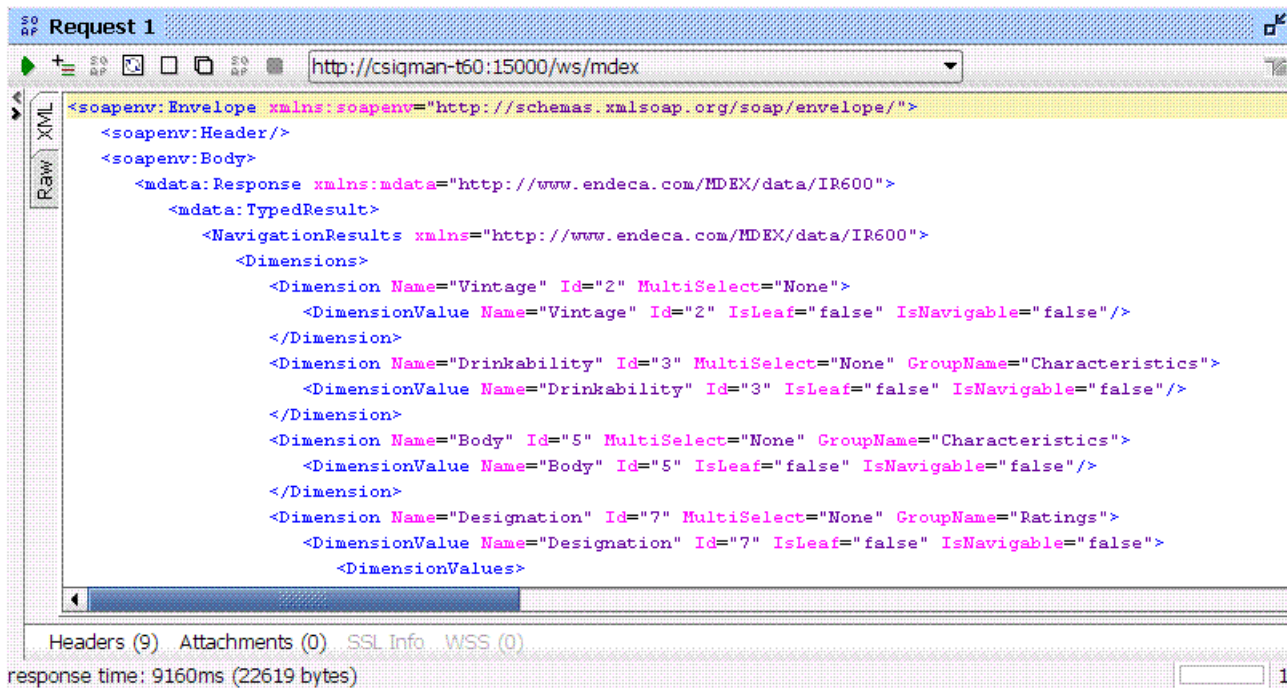 SO AP Request 1
http://csiqman-t60:15000/ws/mdex
XML
Raw
<soapenv:Envelope xmlns:soapenv="http://schemas.xmlsoap.org/soap/envelope/">
<soapenv:Header/>
<soapenv:Body>
<mdata:Response xmlns:mdata="http://www.endeca.com/MDEX/data/IR600">
<mdata:TypedResult>
<NavigationResults xmlns="http://www.endeca.com/MDEX/data/IR600">
<Dimensions>
<Dimension Name="Vintage" Id="2" MultiSelect="None">
<DimensionValue Name="Vintage" Id="2" IsLeaf="false" IsNavigable="false"/>
</Dimension>
<Dimension Name="Drinkability" Id="3" MultiSelect="None" GroupName="Characteristics">
<DimensionValue Name="Drinkability" Id="3" IsLeaf="false" IsNavigable="false"/>
</Dimension>
<Dimension Name="Body" Id="5" MultiSelect="None" GroupName="Characteristics">
<DimensionValue Name="Body" Id="5" IsLeaf="false" IsNavigable="false"/>
</Dimension>
<Dimension Name="Designation" Id="7" MultiSelect="None" GroupName="Ratings">
<DimensionValue Name="Designation" Id="7" IsLeaf="false" IsNavigable="false">
<DimensionValues>
Headers (9) Attachments (0) SSL Info WSS (0)
response time: 9160ms (22619 bytes)
1